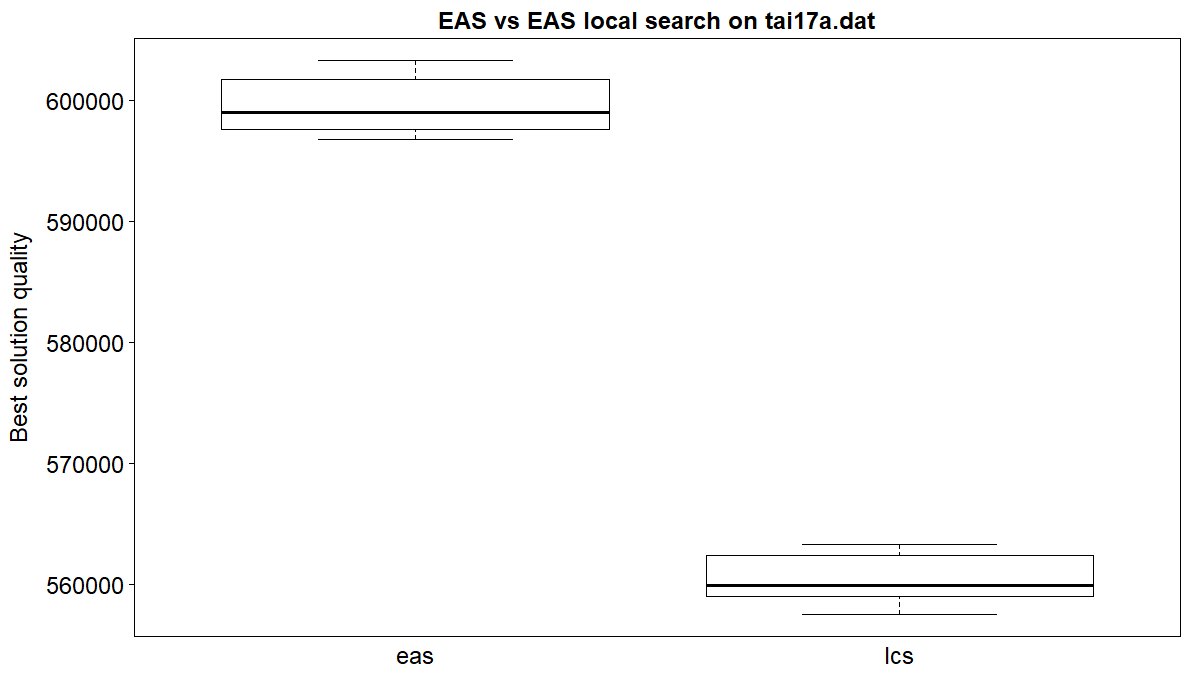 EAS vs EAS local search on tai17a.dat
Best solution quality
600000
590000
580000
570000
560000
eas
lcs